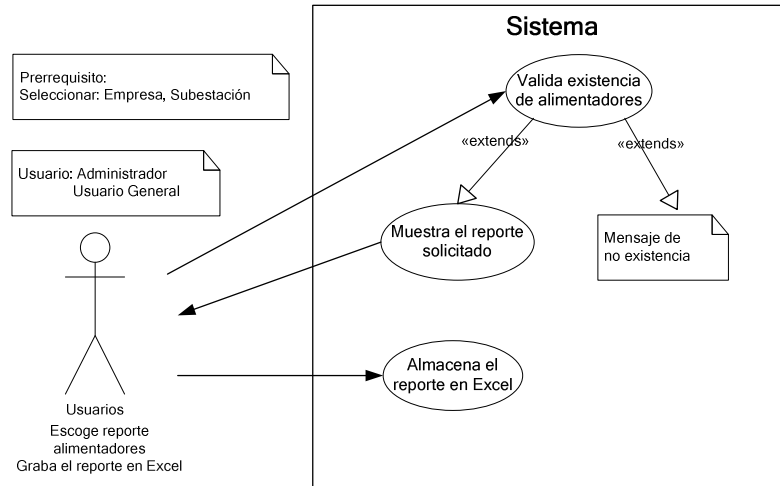 Sistema
Prerrequisito:
Seleccionar: Empresa, Subestación
Valida existencia
de alimentadores
Usuario: Administrador
Usuario General
«extends»
«extends»
Muestra el reporte
solicitado
Mensaje de
no existencia
Almacena el
reporte en Excel
Usuarios
Escoge reporte
alimentadores
Graba el reporte en Excel